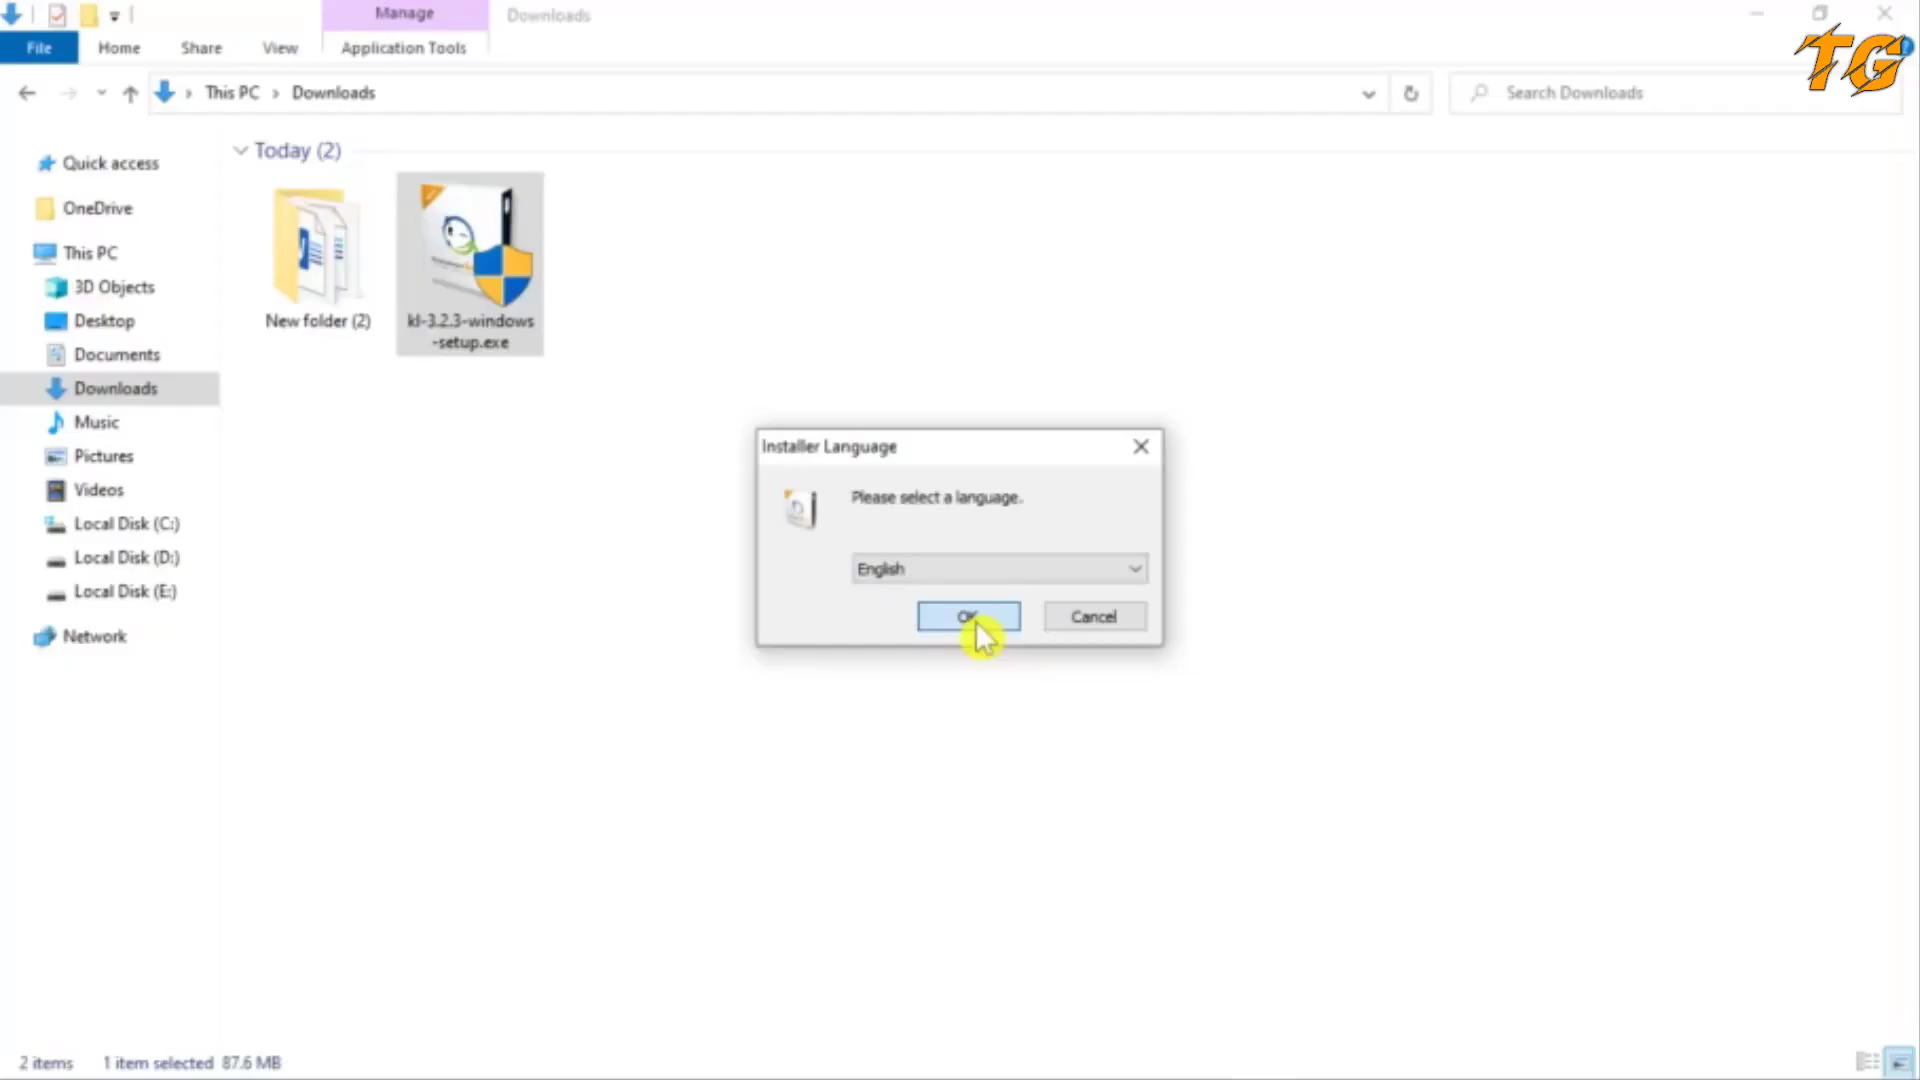 Manage
Downloads
File
Home
Share
View
Application Tools
TG
This PC
Downloads
Search Downloads
Today (2)
Quick access
OneDrive
This PC
3D Objects
Desktop
Documents
Downloads
Music
Pictures
Videos
Local Disk (C:)
Local Disk (D:)
Local Disk (E:)
Network
New folder (2)
kl-3.2.3-windows
-setup.exe
Installer Language
Please select a language.
English
OK
Cancel
2 items
1 item selected 87.6 MB